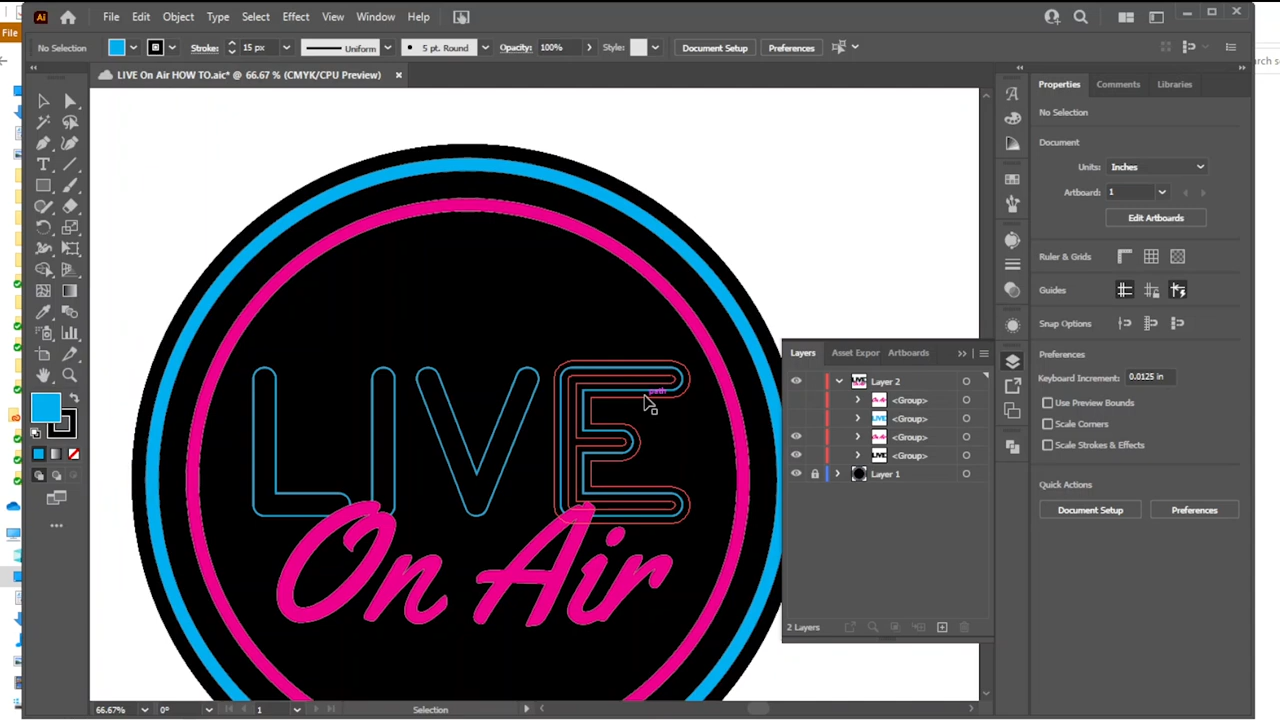 File
Ai File Edit Object Type Select Effect View Window Help
No Selection Stroke: 15 px Uniform 5 pt. Round Opacity: 100% Style: Document Setup Preferences
LIVE On Air HOW TO.aic* @ 66.67 % (CMYK/CPU Preview)
Search s
Properties Comments Libraries
No Selection
Document
Units: Inches
Artboard: 1
Edit Artboards
Ruler & Grids
Guides
Snap Options
Preferences
Keyboard Increment: 0.0125 in
Use Preview Bounds
Scale Corners
Scale Strokes & Effects
Quick Actions
Document Setup Preferences
LIVE
path
On Air
Layers Asset Expor Artboards
Layer 2
<Group>
<Group>
<Group>
<Group>
Layer 1
2 Layers
66.67% 0° 1 Selection